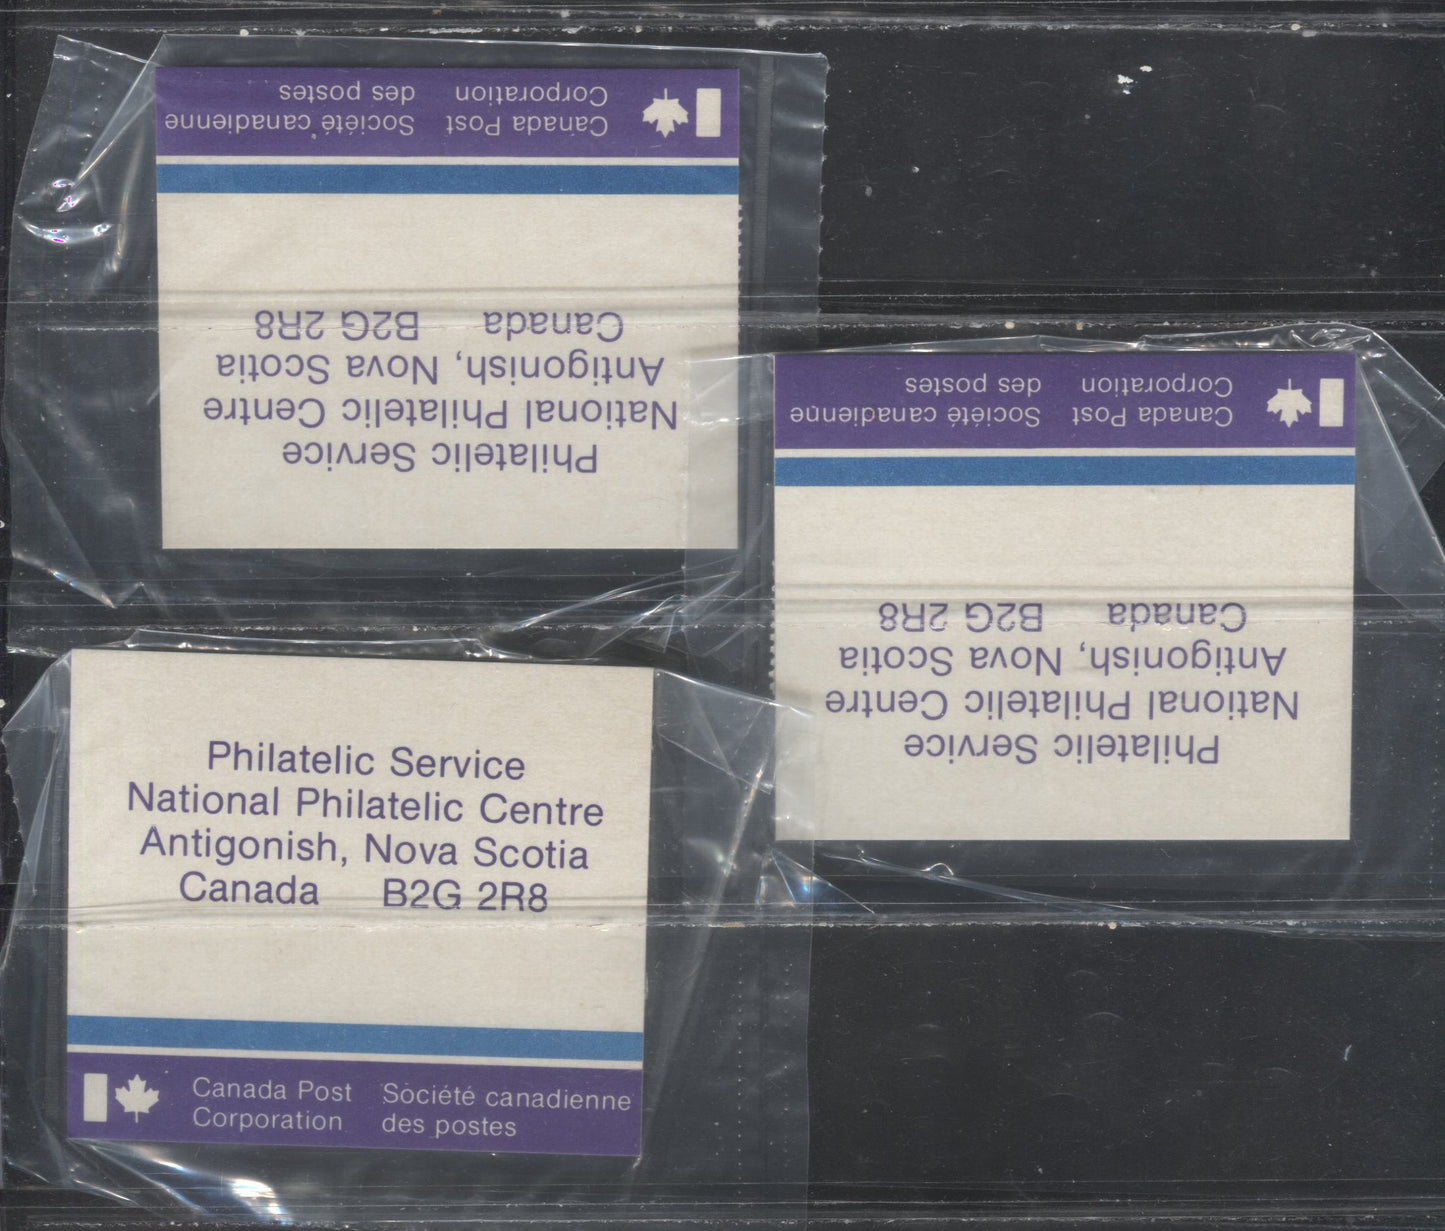 Canada Post Corporation
Société canadienne des postes
Canada B2G 2R8
Antigonish, Nova Scotia
National Philatelic Centre
Philatelic Service
Canada Post Corporation
Société canadienne des postes
Canada B2G 2R8
Antigonish, Nova Scotia
National Philatelic Centre
Philatelic Service
Philatelic Service
National Philatelic Centre
Antigonish, Nova Scotia
Canada B2G 2R8
Canada Post Corporation
Société canadienne des postes